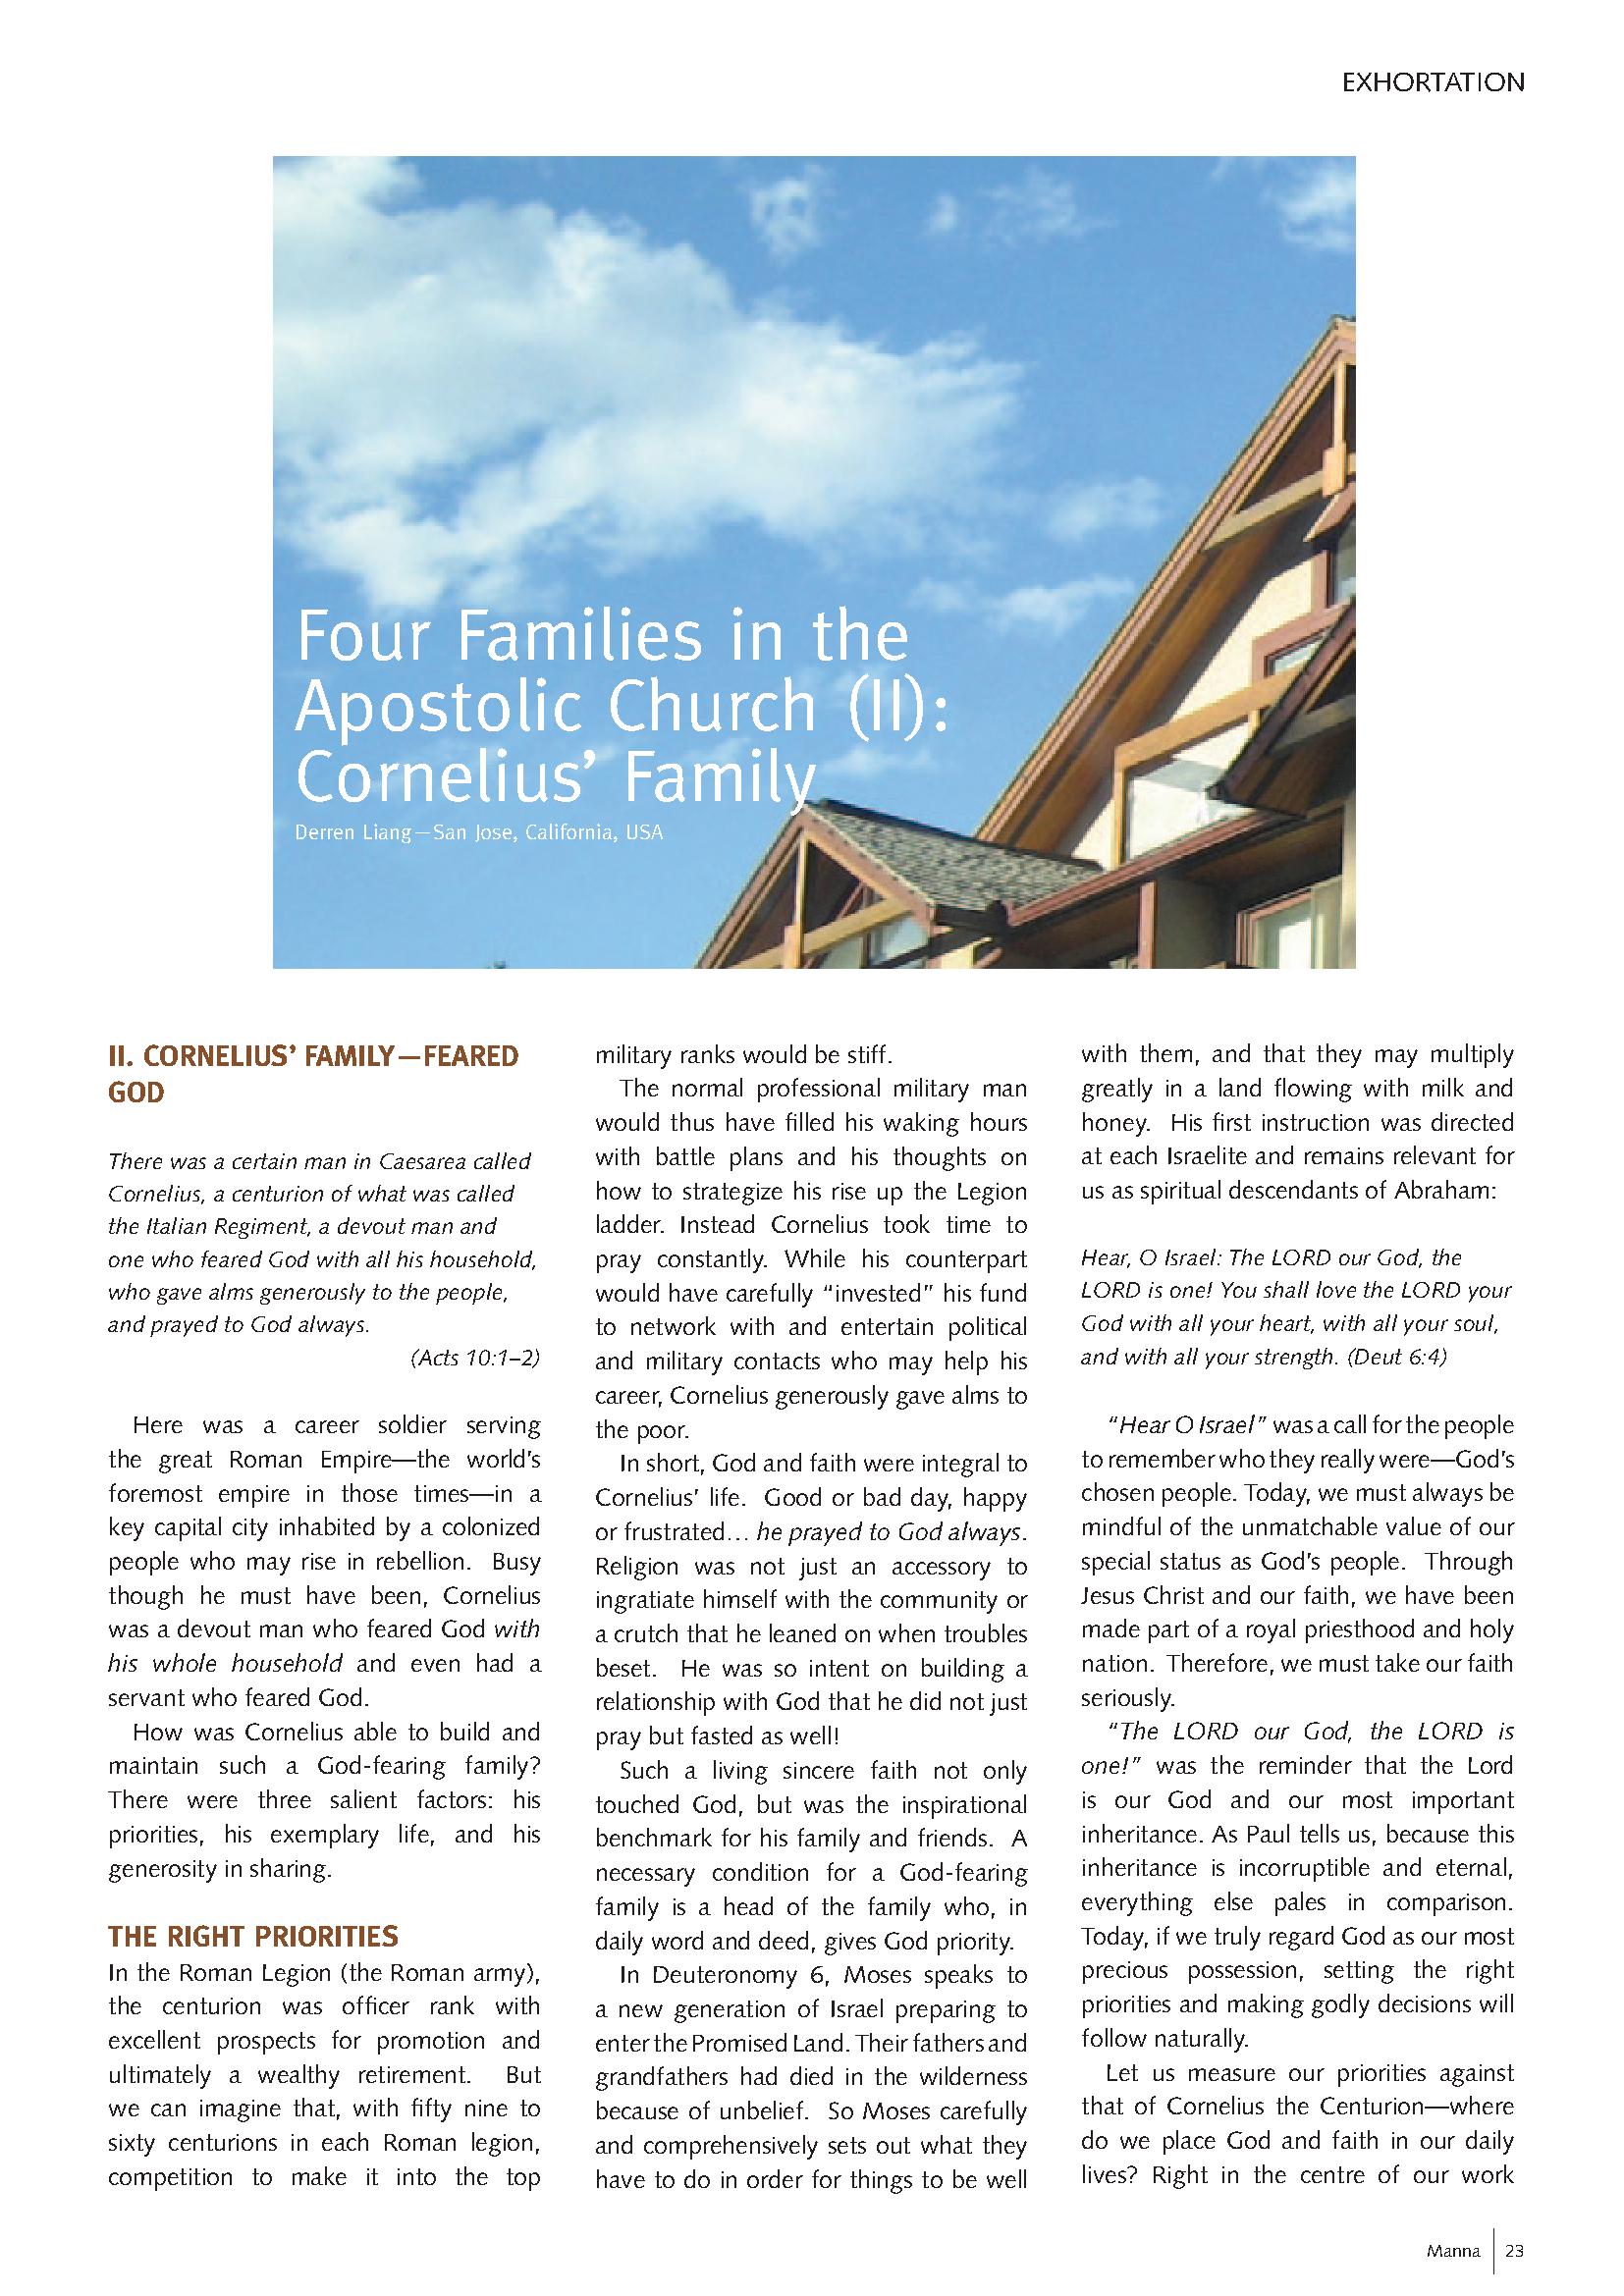 EXHORTATION
Four Families in the
Apostolic Church (II):
Cornelius’ Family
Derren Liang—San Jose, California, USA
II. CORNELIUS’ FAMILY—FEARED
GOD
There was a certain man in Caesarea called
Cornelius, a centurion of what was called
the Italian Regiment, a devout man and
one who feared God with all his household,
who gave alms generously to the people,
and prayed to God always.
(Acts 10:1–2)
Here was a career soldier serving
the great Roman Empire—the world’s
foremost empire in those times—in a
key capital city inhabited by a colonized
people who may rise in rebellion. Busy
though he must have been, Cornelius
was a devout man who feared God with
his whole household and even had a
servant who feared God.
How was Cornelius able to build and
maintain such a God-fearing family?
There were three salient factors: his
priorities, his exemplary life, and his
generosity in sharing.
THE RIGHT PRIORITIES
In the Roman Legion (the Roman army),
the centurion was officer rank with
excellent prospects for promotion and
ultimately a wealthy retirement. But
we can imagine that, with fifty nine to
sixty centurions in each Roman legion,
competition to make it into the top
military ranks would be stiff.
The normal professional military man
would thus have filled his waking hours
with battle plans and his thoughts on
how to strategize his rise up the Legion
ladder. Instead Cornelius took time to
pray constantly. While his counterpart
would have carefully “invested” his fund
to network with and entertain political
and military contacts who may help his
career, Cornelius generously gave alms to
the poor.
In short, God and faith were integral to
Cornelius’ life. Good or bad day, happy
or frustrated… he prayed to God always.
Religion was not just an accessory to
ingratiate himself with the community or
a crutch that he leaned on when troubles
beset. He was so intent on building a
relationship with God that he did not just
pray but fasted as well!
Such a living sincere faith not only
touched God, but was the inspirational
benchmark for his family and friends. A
necessary condition for a God-fearing
family is a head of the family who, in
daily word and deed, gives God priority.
In Deuteronomy 6, Moses speaks to
a new generation of Israel preparing to
enter the Promised Land. Their fathers and
grandfathers had died in the wilderness
because of unbelief. So Moses carefully
and comprehensively sets out what they
have to do in order for things to be well
with them, and that they may multiply
greatly in a land flowing with milk and
honey. His first instruction was directed
at each Israelite and remains relevant for
us as spiritual descendants of Abraham:
Hear, O Israel: The LORD our God, the
LORD is one! You shall love the LORD your
God with all your heart, with all your soul,
and with all your strength. (Deut 6:4)
“Hear O Israel” was a call for the people
to remember who they really were—God’s
chosen people. Today, we must always be
mindful of the unmatchable value of our
special status as God’s people. Through
Jesus Christ and our faith, we have been
made part of a royal priesthood and holy
nation. Therefore, we must take our faith
seriously.
“The LORD our God, the LORD is
one!” was the reminder that the Lord
is our God and our most important
inheritance. As Paul tells us, because this
inheritance is incorruptible and eternal,
everything else pales in comparison.
Today, if we truly regard God as our most
precious possession, setting the right
priorities and making godly decisions will
follow naturally.
Let us measure our priorities against
that of Cornelius the Centurion—where
do we place God and faith in our daily
lives? Right in the centre of our work
Manna 23